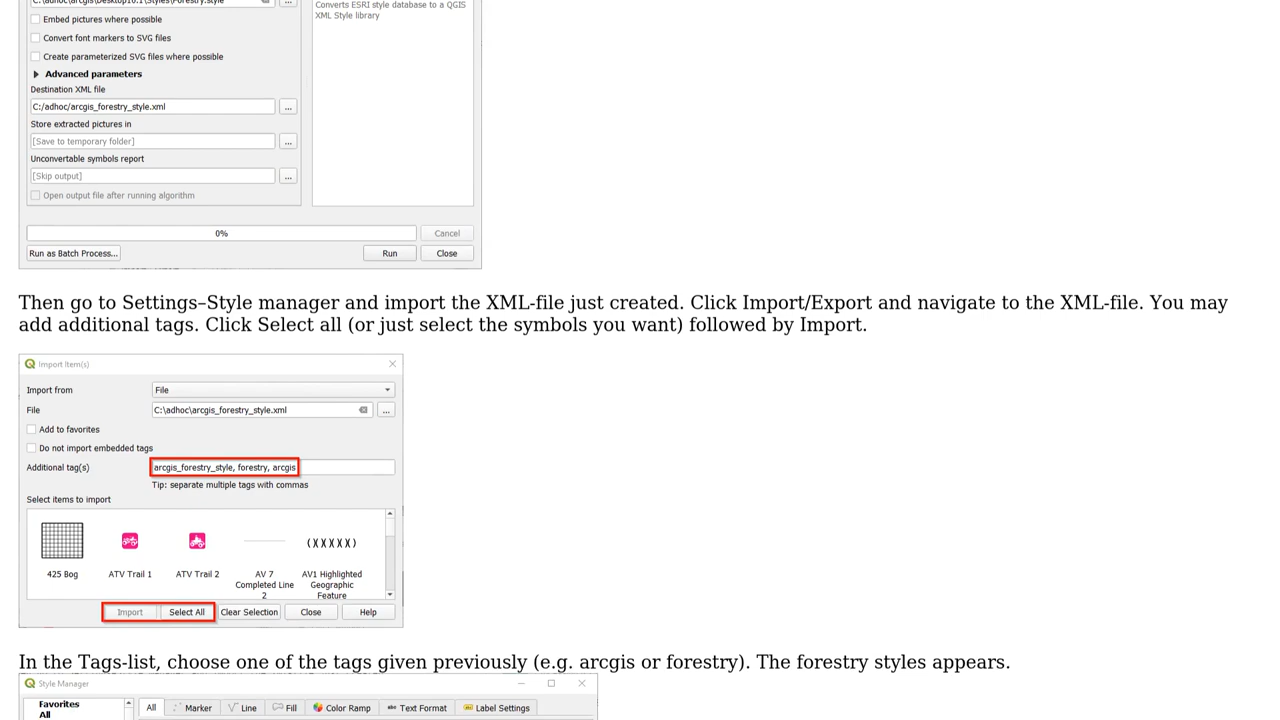 C:\adhoc\arcgis\Desktop10.1\Styles\Forestry.style
...
Converts ESRI style database to a QGIS
XML Style library
Embed pictures where possible
Convert font markers to SVG files
Create parameterized SVG files where possible
Advanced parameters
Destination XML file
C:/adhoc/arcgis_forestry_style.xml
...
Store extracted pictures in
[Save to temporary folder]
...
Unconvertable symbols report
[Skip output]
...
Open output file after running algorithm
0%
Cancel
Run as Batch Process...
Run
Close
Then go to Settings–Style manager and import the XML-file just created. Click Import/Export and navigate to the XML-file. You may
add additional tags. Click Select all (or just select the symbols you want) followed by Import.
Import Item(s)
Import from
File
File
C:\adhoc\arcgis_forestry_style.xml
...
Add to favorites
Do not import embedded tags
Additional tag(s)
arcgis_forestry_style, forestry, arcgis
Tip: separate multiple tags with commas
Select items to import
(XXXXX)
425 Bog
ATV Trail 1
ATV Trail 2
AV 7
Completed Line
2
AV1 Highlighted
Geographic
Feature
Import
Select All
Clear Selection
Close
Help
In the Tags-list, choose one of the tags given previously (e.g. arcgis or forestry). The forestry styles appears.
Style Manager
Favorites
All
All
Marker
Line
Fill
Color Ramp
abc Text Format
Label Settings